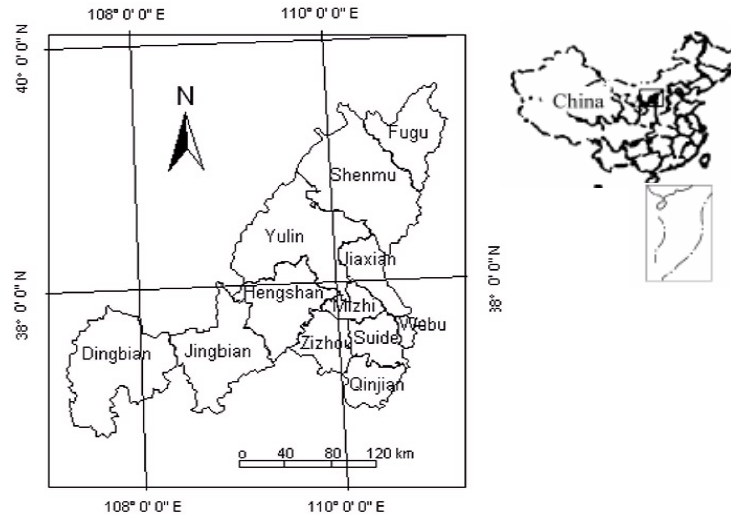 108° 0' 0" E
110° 0' 0" E
40° 0' 0" N
N
China
Fugu
Shenmu
Yulin
Jiaxian
38° 0' 0" N
38° 0' 0" N
Hengshan
Mizhi
Wubu
Zizhou
Suide
Dingbian
Jingbian
Qinjian
0 40 80 120 km
108° 0' 0" E
110° 0' 0" E